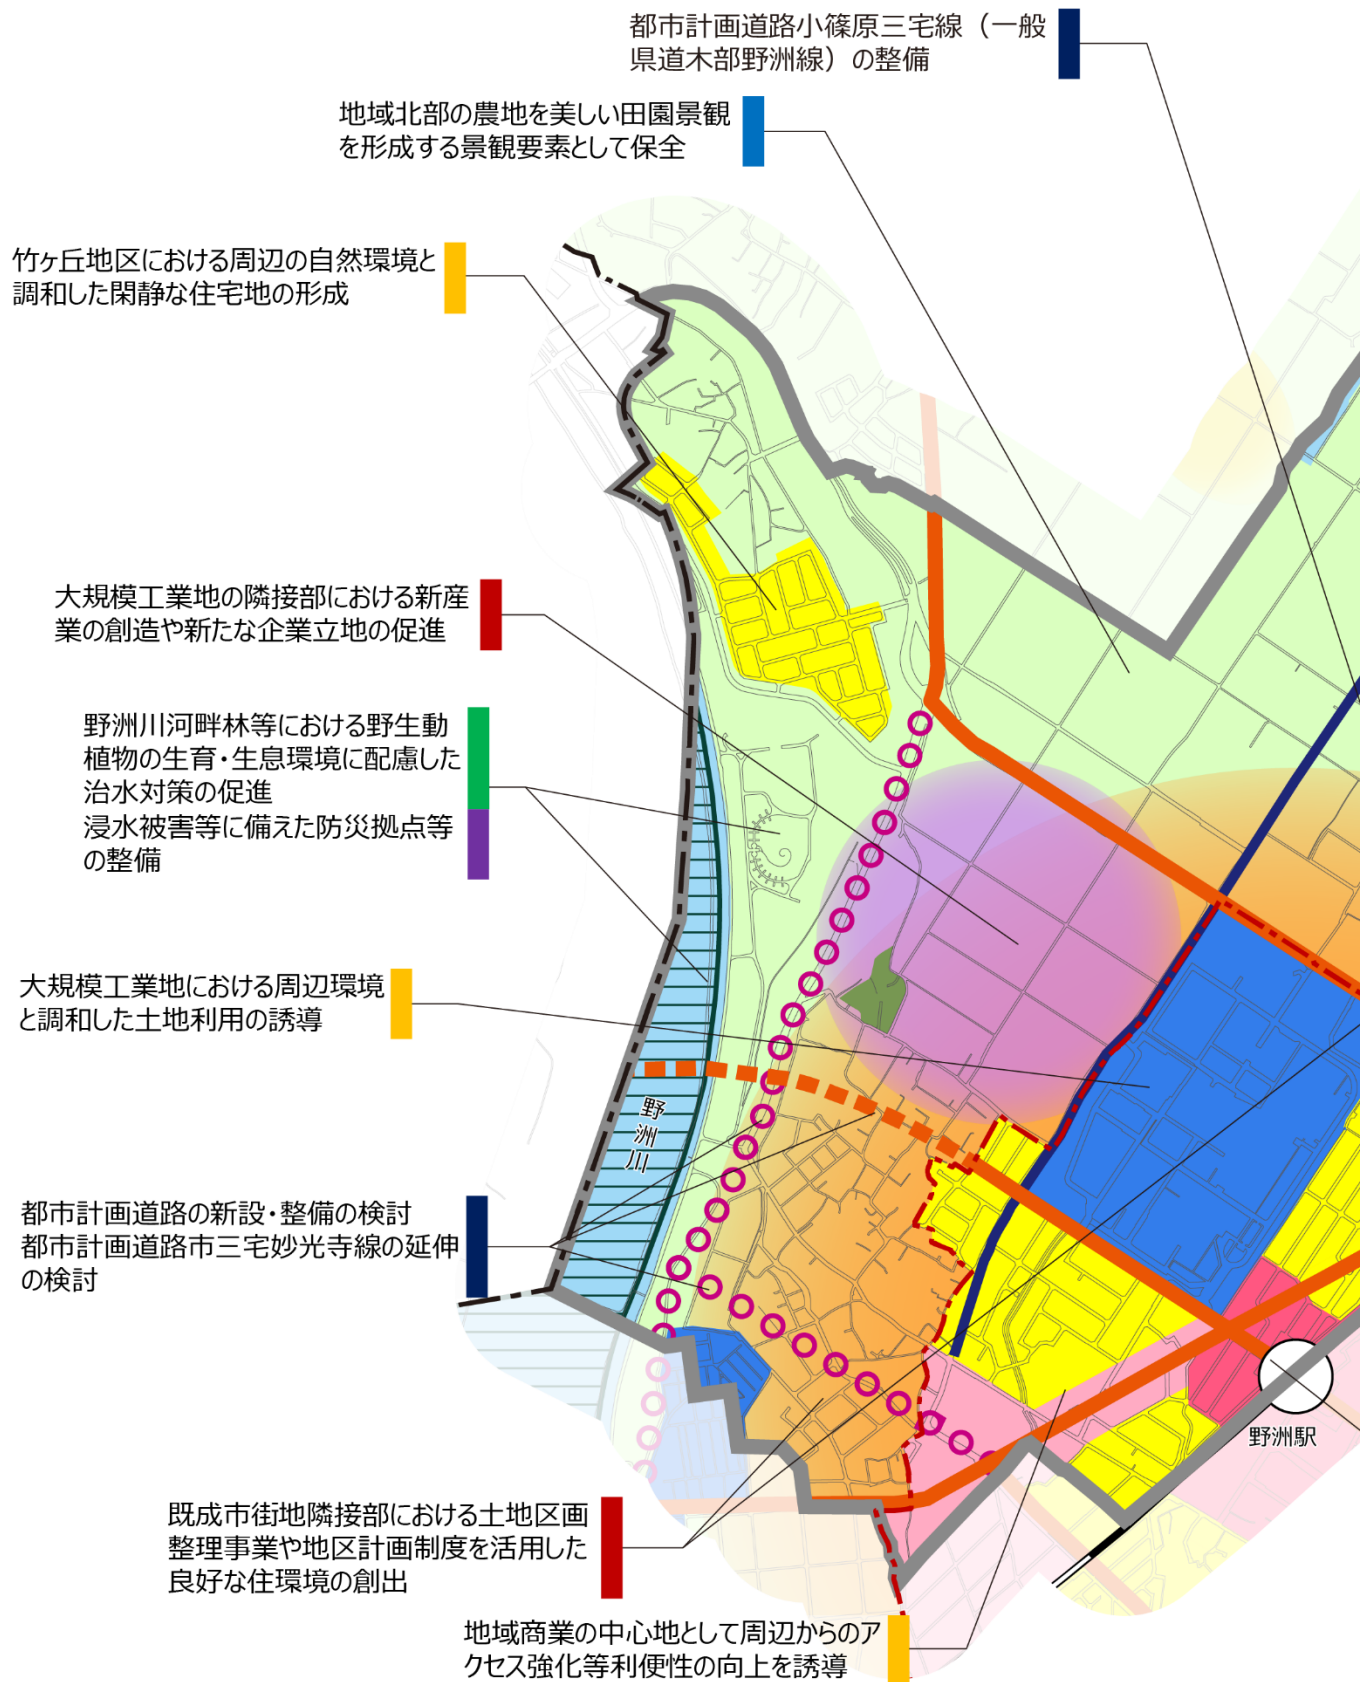 都市計画道路小篠原三宅線（一般
県道木部野洲線）の整備
地域北部の農地を美しい田園景観
を形成する景観要素として保全
竹ヶ丘地区における周辺の自然環境と
調和した閑静な住宅地の形成
大規模工業地の隣接部における新産
業の創造や新たな企業立地の促進
野洲川河畔林等における野生動
植物の生育・生息環境に配慮した
治水対策の促進
浸水被害等に備えた防災拠点等
の整備
大規模工業地における周辺環境
と調和した土地利用の誘導
野洲川
都市計画道路の新設・整備の検討
都市計画道路市三宅妙光寺線の延伸
の検討
野洲駅
既成市街地隣接部における土地区画
整理事業や地区計画制度を活用した
良好な住環境の創出
地域商業の中心地として周辺からのア
クセス強化等利便性の向上を誘導